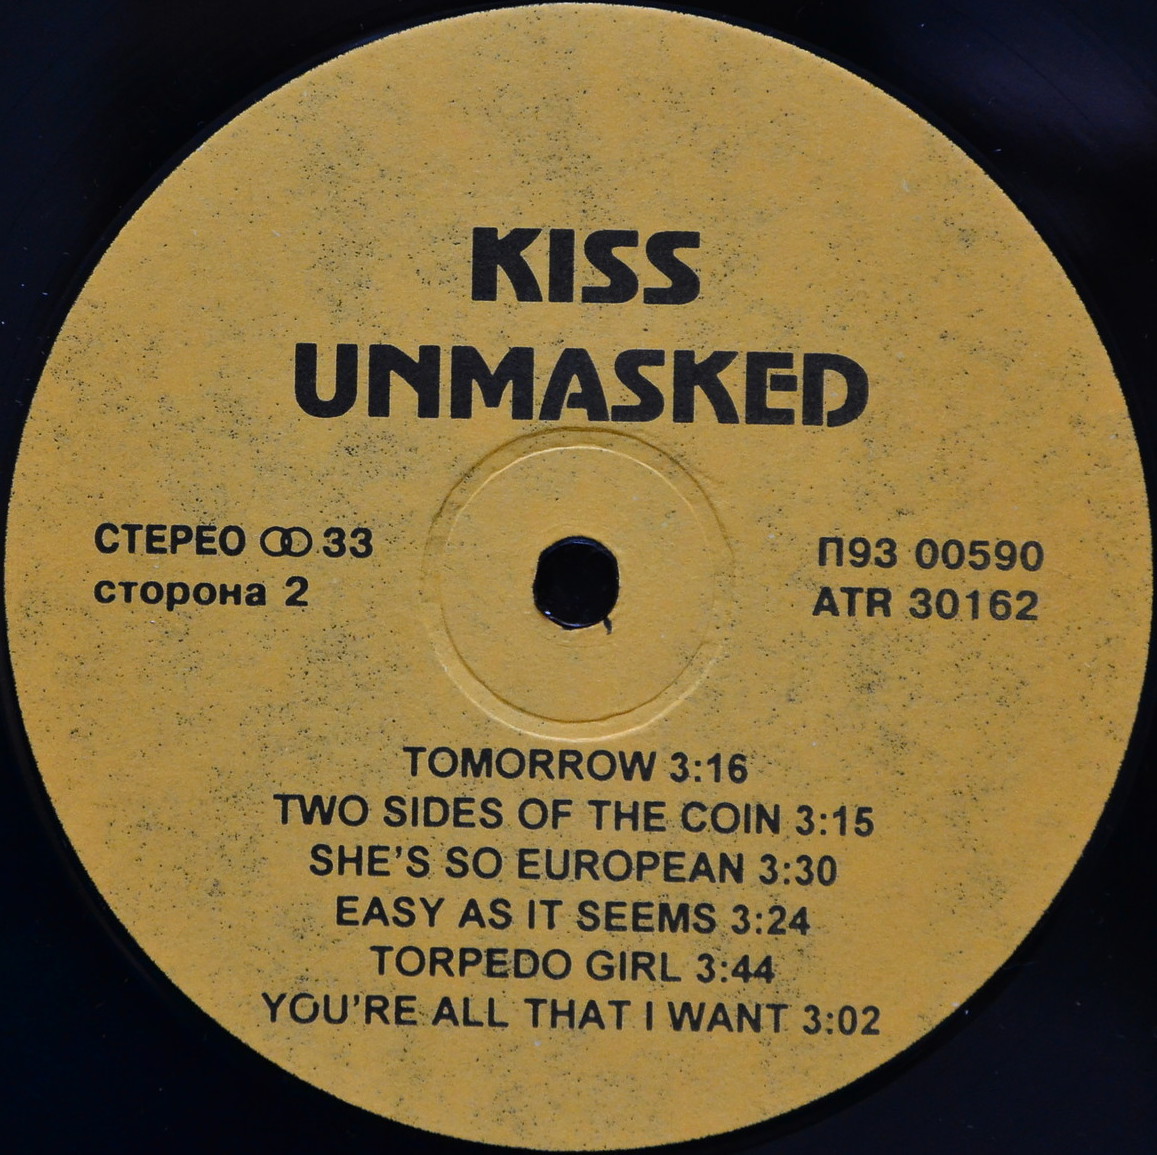 KISS
UNMASKED
СТЕРЕО ꝏ 33
сторона 2
П93 00590
ATR 30162
TOMORROW 3:16
TWO SIDES OF THE COIN 3:15
SHE'S SO EUROPEAN 3:30
EASY AS IT SEEMS 3:24
TORPEDO GIRL 3:44
YOU'RE ALL THAT I WANT 3:02